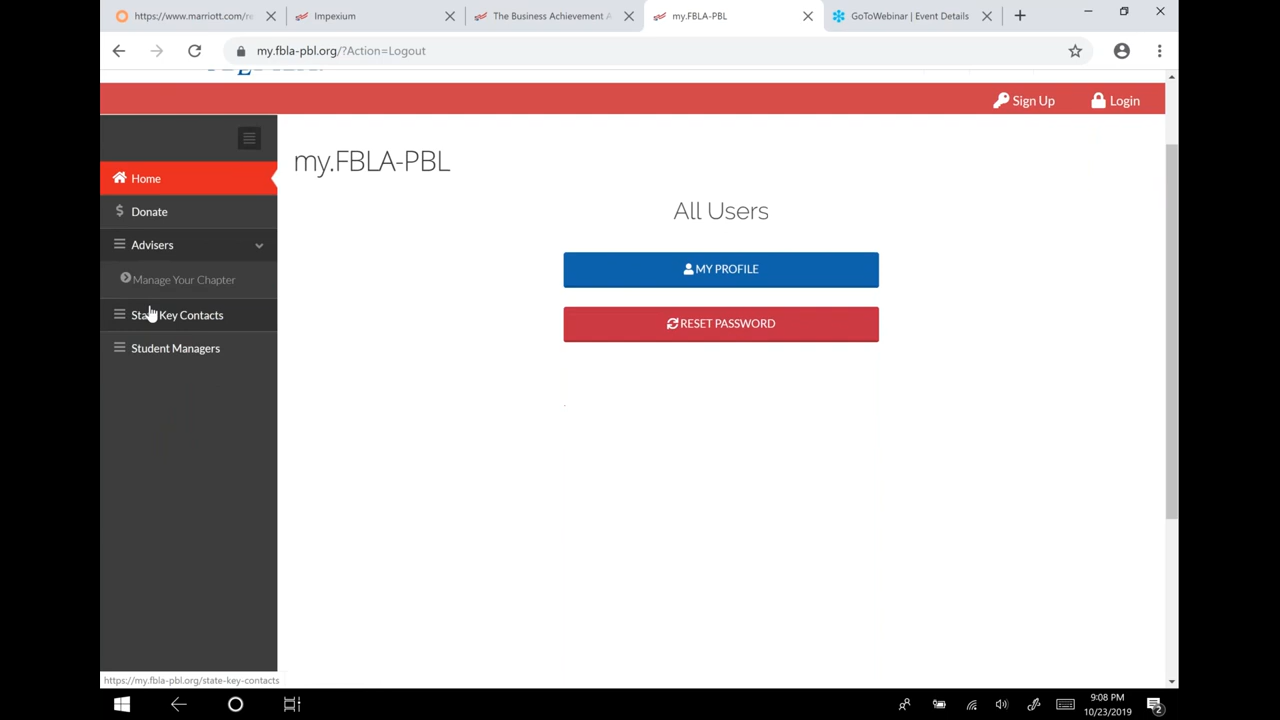 https://www.marriott.com/re
Impexium
The Business Achievement A
my.FBLA-PBL
GoToWebinar | Event Details
my.fbla-pbl.org/?Action=Logout
Sign Up
Login
Home
my.FBLA-PBL
Donate
All Users
Advisers
MY PROFILE
Manage Your Chapter
State Key Contacts
RESET PASSWORD
Student Managers
https://my.fbla-pbl.org/state-key-contacts
9:08 PM
10/23/2019
2